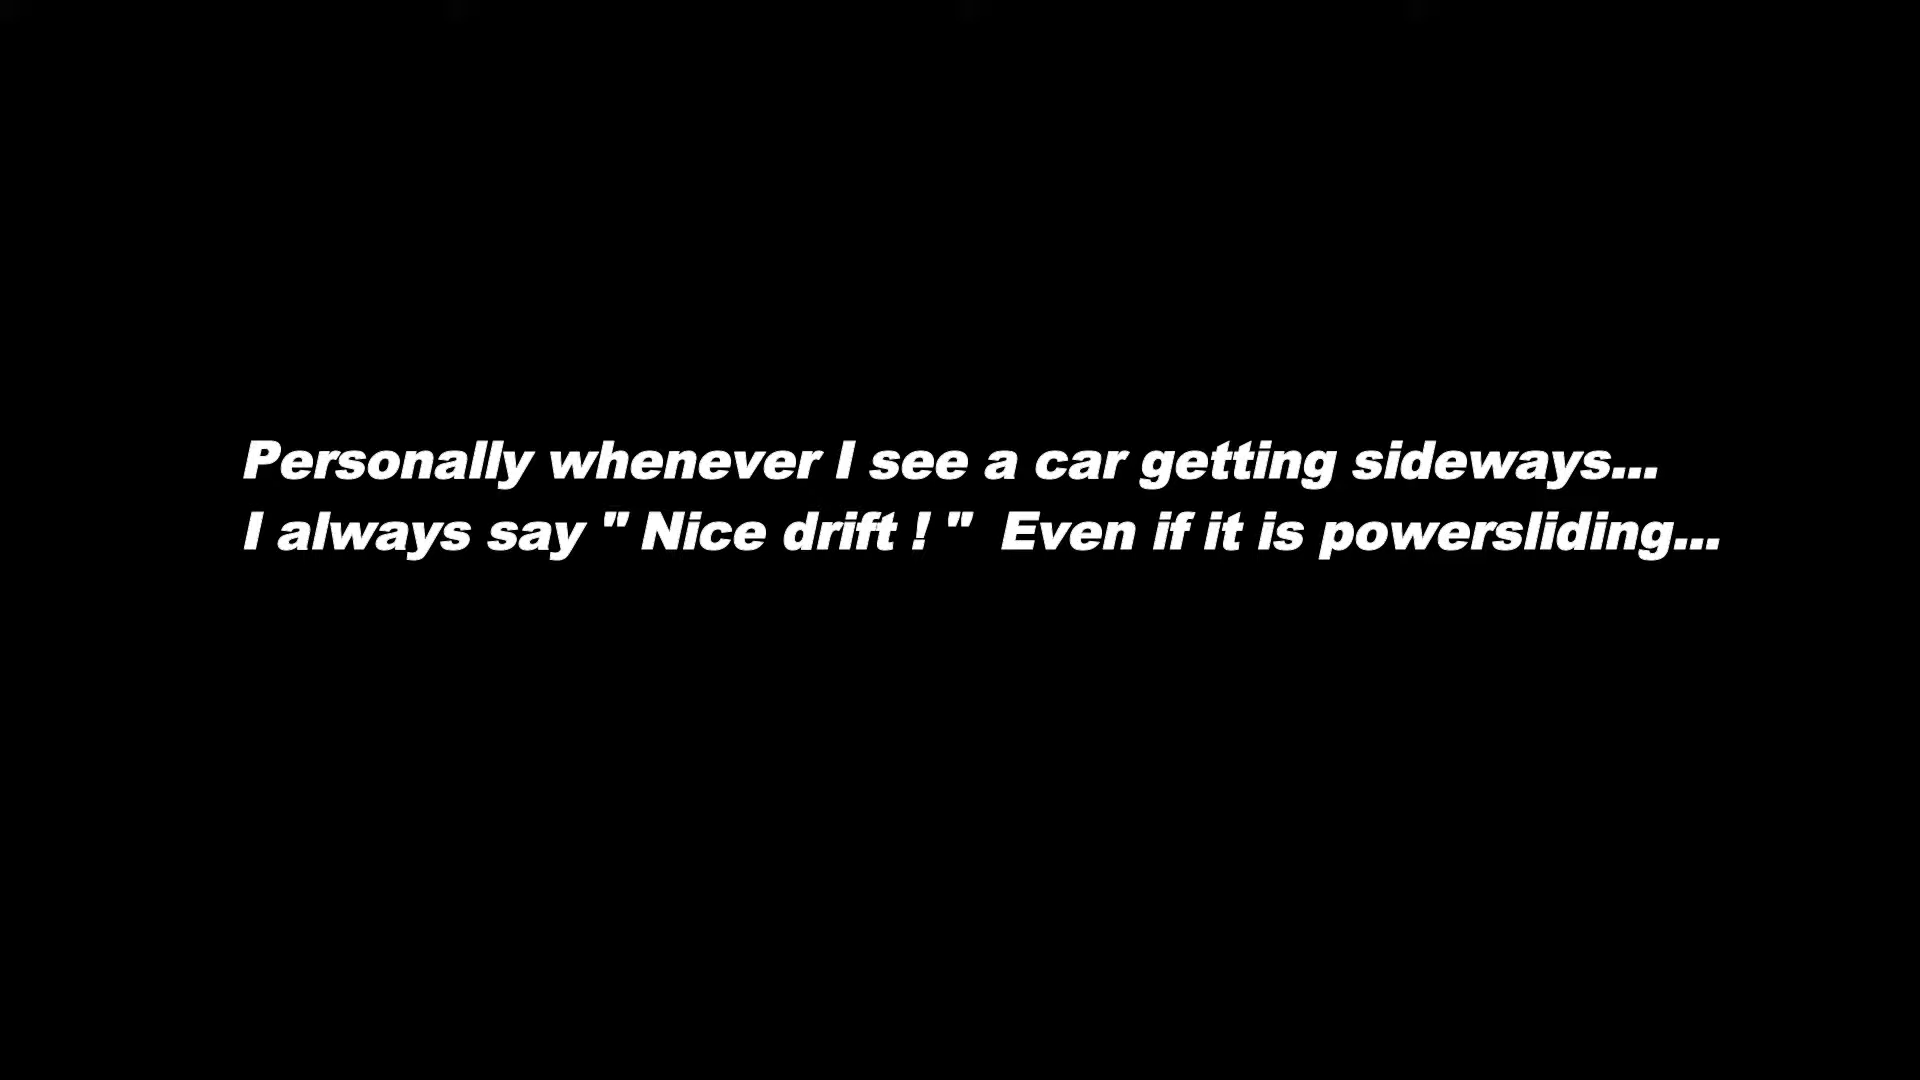 Personally whenever I see a car getting sideways...
I always say " Nice drift ! "  Even if it is powersliding...